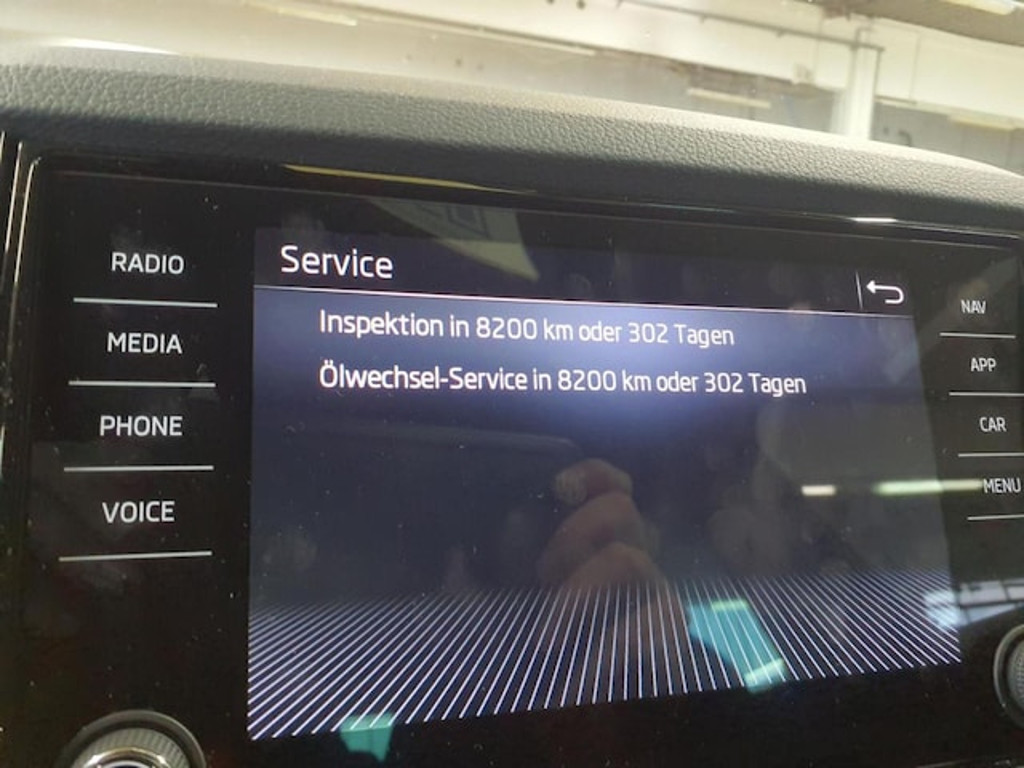 Service
Inspektion in 8200 km oder 302 Tagen
Ölwechsel-Service in 8200 km oder 302 Tagen
RADIO
MEDIA
PHONE
VOICE
NAV
APP
CAR
MENU